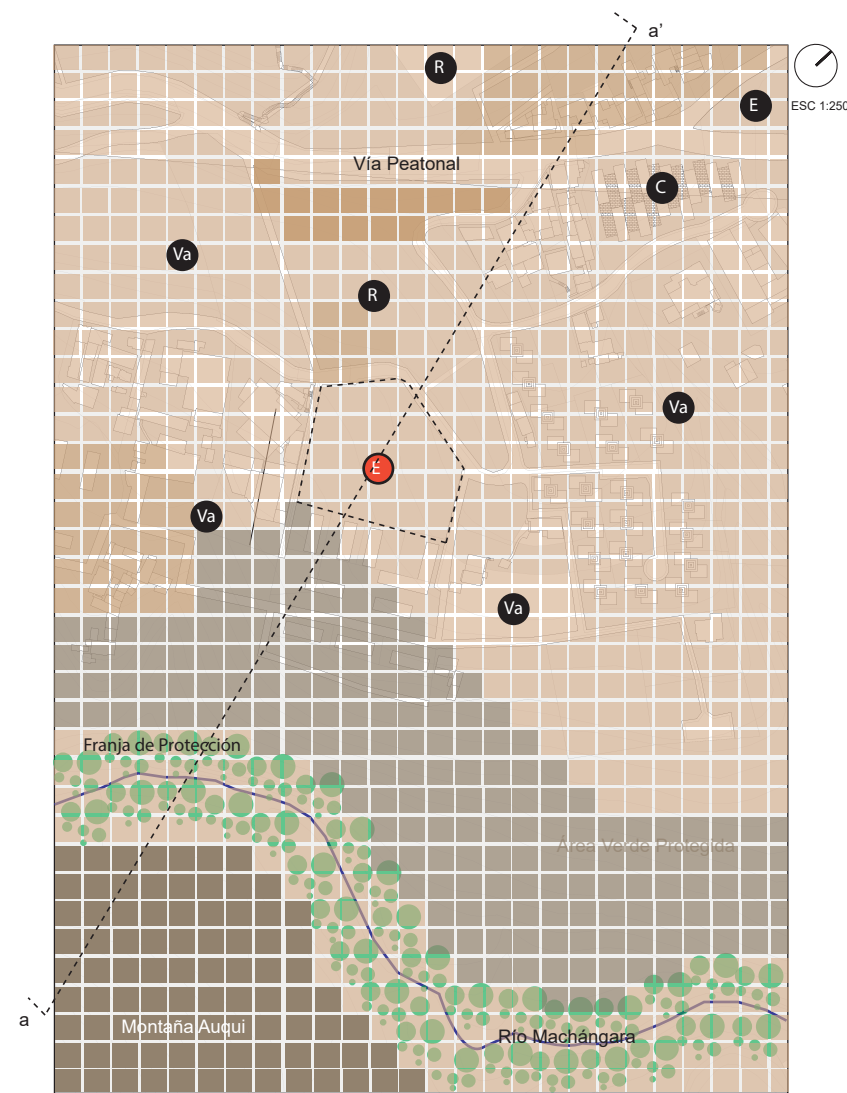 a'
R
E
ESC 1:250
Vía Peatonal
C
Va
R
Va
E
Va
Va
Franja de Protección
Área Verde Protegida
a
Montaña Auqui
Río Machángara